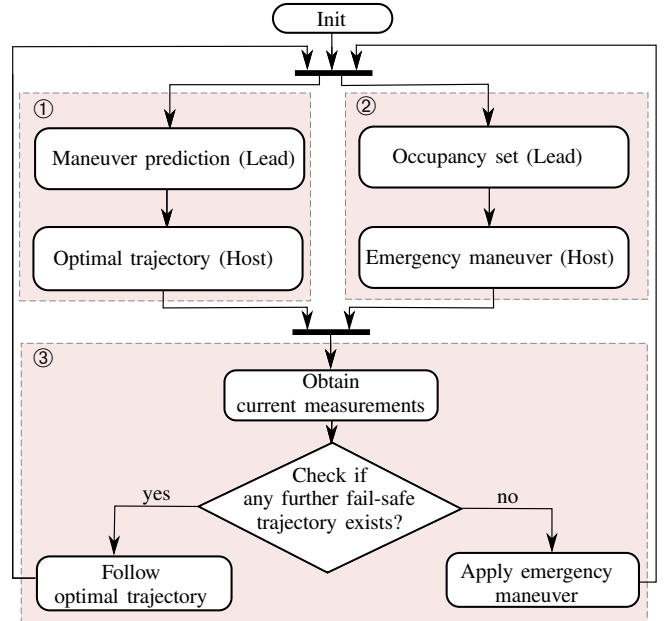 Init
①
Maneuver prediction (Lead)
Optimal trajectory (Host)
②
Occupancy set (Lead)
Emergency maneuver (Host)
③
Obtain
current measurements
Check if
any further fail-safe
trajectory exists?
yes
no
Follow
optimal trajectory
Apply emergency
maneuver